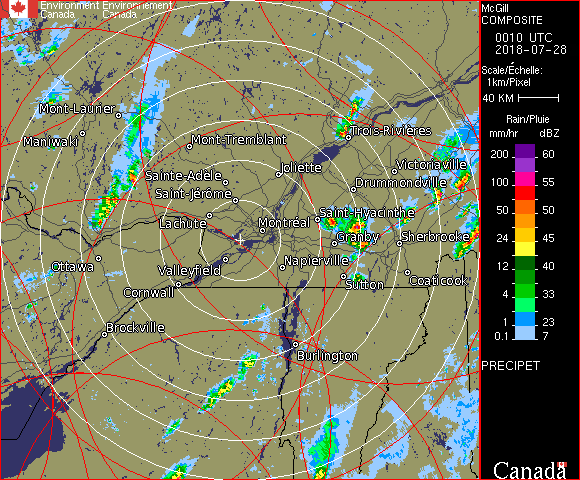 Environment Environnement
Canada Canada
McGill
COMPOSITE
0010 UTC
2018-07-28
Scale/Échelle:
1km/Pixel
40 KM
Rain/Pluie
mm/hr dBZ
200 60
150 57
100 55
50 50
24 45
12 40
4 33
1 23
0.1 7
PRECIPET
Canada
Mont-Laurier
Maniwaki
Mont-Tremblant
Trois-Rivières
Joliette
Victoriaville
Sainte-Adèle
Drummondville
Saint-Jérôme
Saint-Hyacinthe
Lachute
Montréal
Granby
Sherbrooke
Ottawa
Valleyfield
Napierville
Cornwall
Sutton
Coaticook
Brockville
Burlington